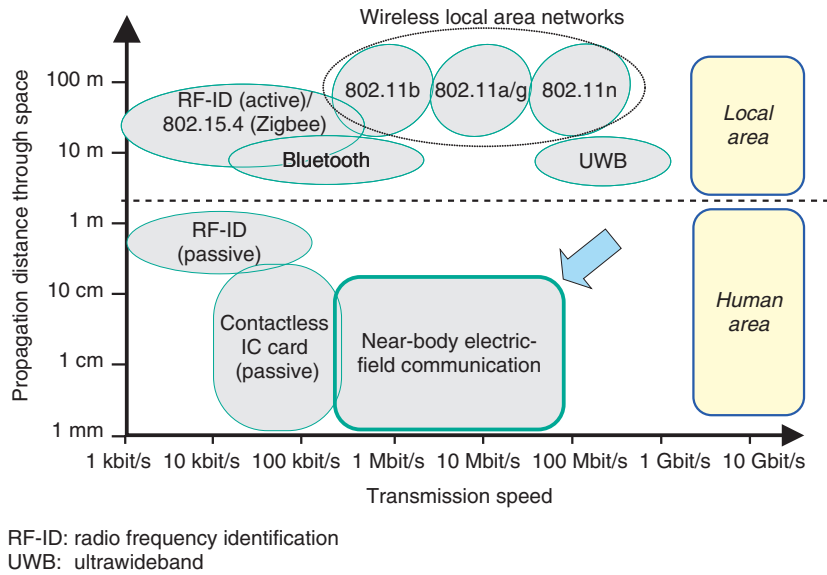 Wireless local area networks
Propagation distance through space
100 m
10 m
1 m
10 cm
1 cm
1 mm
RF-ID (active)/
802.15.4 (Zigbee)
802.11b
802.11a/g
802.11n
Bluetooth
UWB
Local
area
RF-ID
(passive)
Contactless
IC card
(passive)
Near-body electric-
field communication
Human
area
1 kbit/s
10 kbit/s
100 kbit/s
1 Mbit/s
10 Mbit/s
100 Mbit/s
1 Gbit/s
10 Gbit/s
Transmission speed
RF-ID: radio frequency identification
UWB: ultrawideband